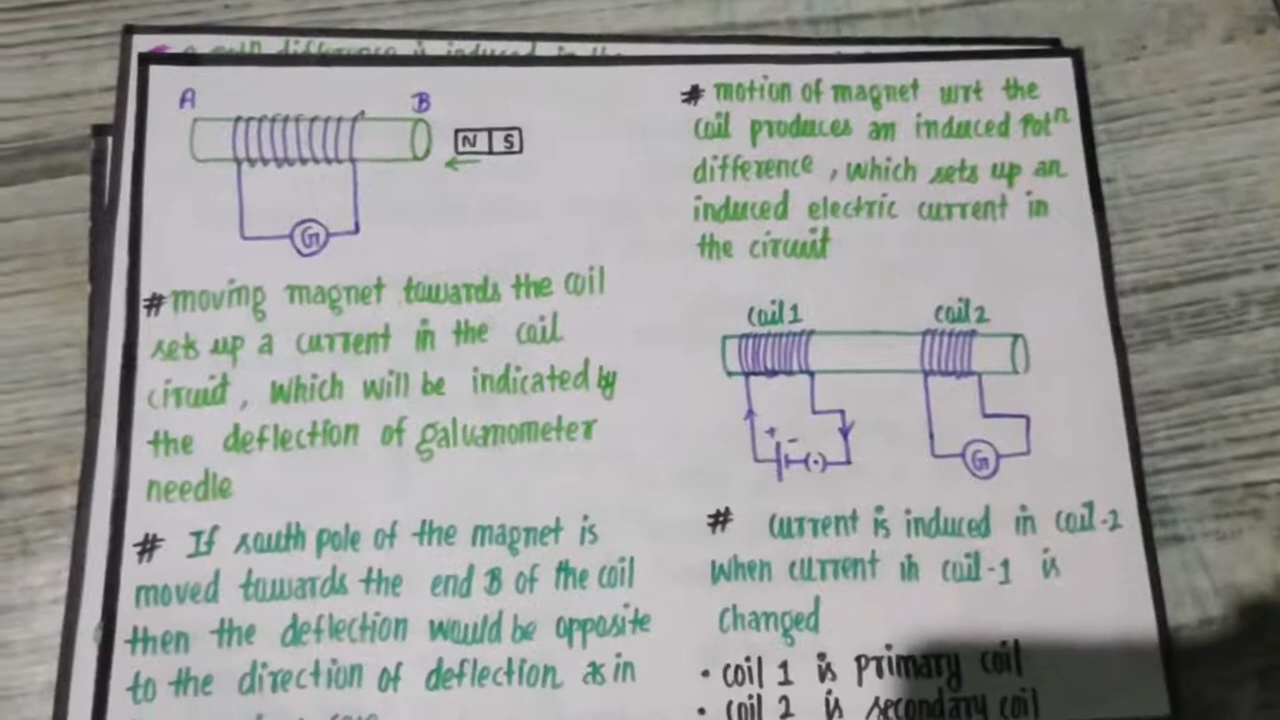 A
B
N S
G
#moving magnet towards the coil
sets up a current in the coil
circuit, which will be indicated by
the deflection of galvanometer
needle
# If south pole of the magnet is
moved towards the end B of the coil
then the deflection would be opposite
to the direction of deflection as in
# motion of magnet wrt the
coil produces an induced Potⁿ
difference, which sets up an
induced electric current in
the circuit
coil 1
coil 2
+ -
(·)
G
# current is induced in coil-2
when current in coil-1 is
changed
• coil 1 is primary coil
• coil 2 is secondary coil